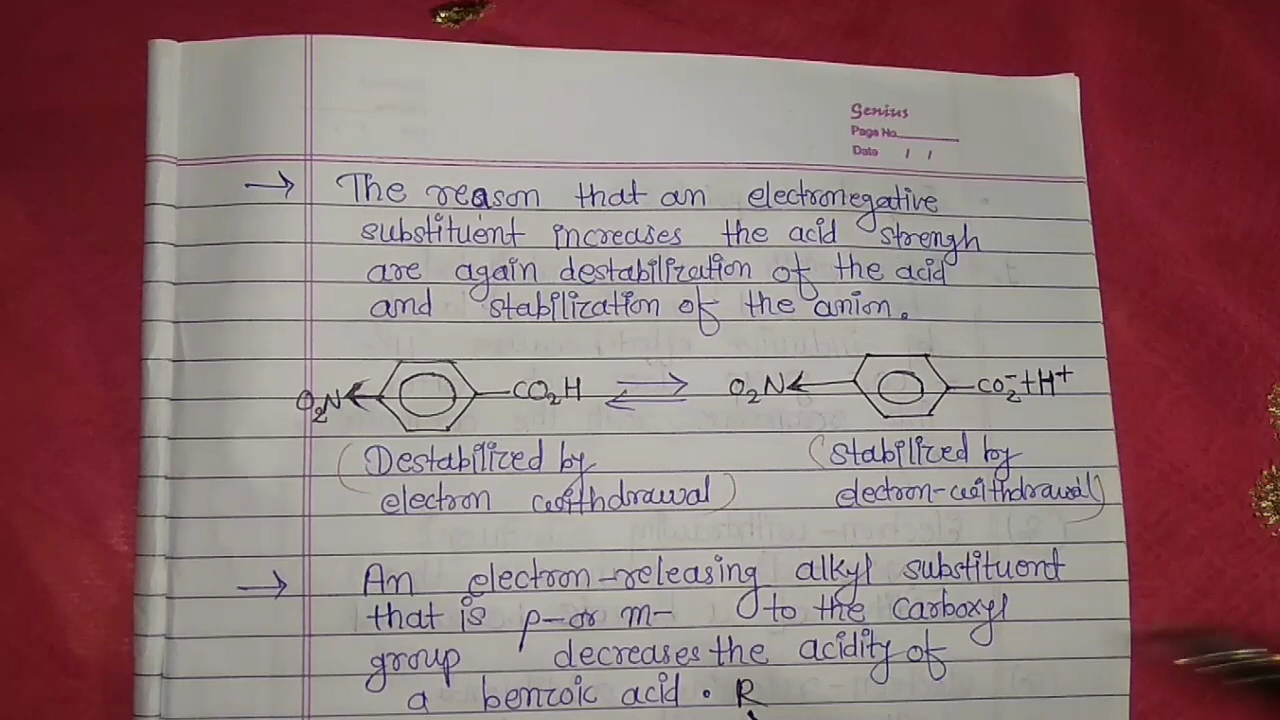 Genius
Page No.
Date / /
→ The reason that an electronegative
substituent increases the acid strengh
are again destabilization of the acid
and stabilization of the anion.
O₂N CO₂H ⇌ O₂N CO₂⁻+H⁺
(Destabilized by
electron withdrawal)
(stabilized by
electron-withdrawal)
→ An electron-releasing alkyl substituent
that is p- or m- to the carboxyl
group decreases the acidity of
a benzoic acid. R